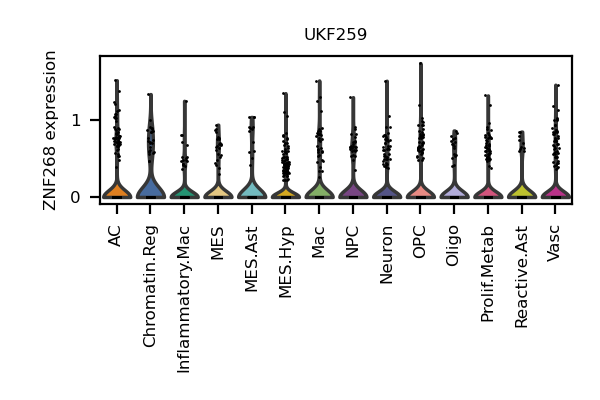 UKF259
ZNF268 expression
1
0
AC
Chromatin.Reg
Inflammatory.Mac
MES
MES.Ast
MES.Hyp
Mac
NPC
Neuron
OPC
Oligo
Prolif.Metab
Reactive.Ast
Vasc